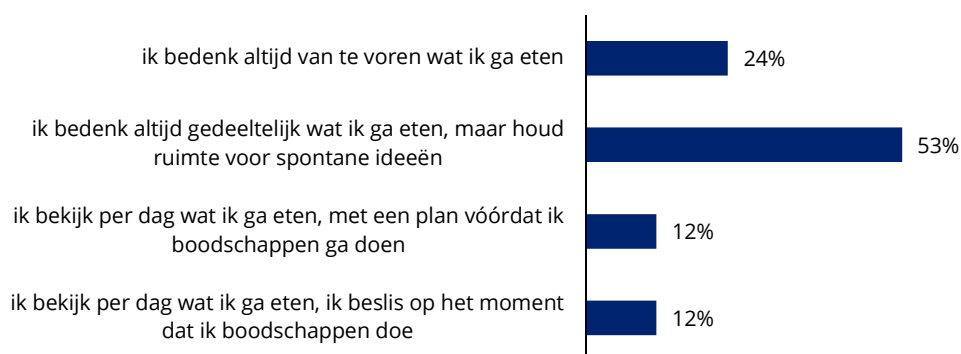 ik bedenk altijd van te voren wat ik ga eten
24%
ik bedenk altijd gedeeltelijk wat ik ga eten, maar houd
ruimte voor spontane ideeën
53%
ik bekijk per dag wat ik ga eten, met een plan vóórdat ik
boodschappen ga doen
12%
ik bekijk per dag wat ik ga eten, ik beslis op het moment
dat ik boodschappen doe
12%